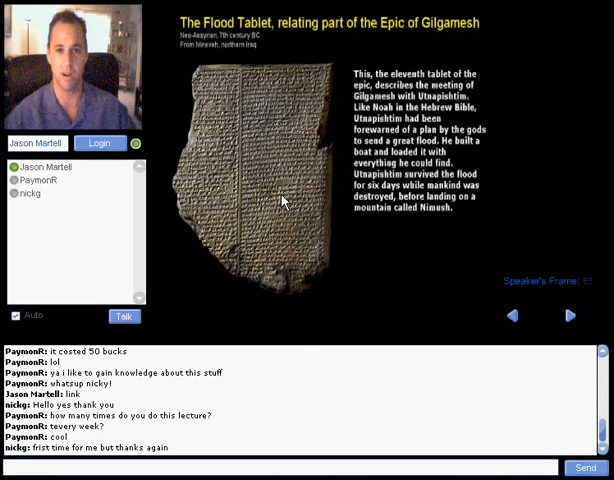 The Flood Tablet, relating part of the Epic of Gilgamesh
Neo-Assyrian, 7th century BC
From Nineveh, northern Iraq
This, the eleventh tablet of the
epic, describes the meeting of
Gilgamesh with Utnapishtim.
Like Noah in the Hebrew Bible,
Utnapishtim had been
forewarned of a plan by the gods
to send a great flood. He built a
boat and loaded it with
everything he could find.
Utnapishtim survived the flood
for six days while mankind was
destroyed, before landing on a
mountain called Nimush.
Jason Martell
Login
Jason Martell
PaymonR
nickg
Auto
Talk
Speaker's Frame: 65
PaymonR: it costed 50 bucks
PaymonR: lol
PaymonR: ya i like to gain knowledge about this stuff
PaymonR: whatsup nicky!
Jason Martell: link
nickg: Hello yes thank you
PaymonR: how many times do you do this lecture?
PaymonR: tevery week?
PaymonR: cool
nickg: frist time for me but thanks again
Send